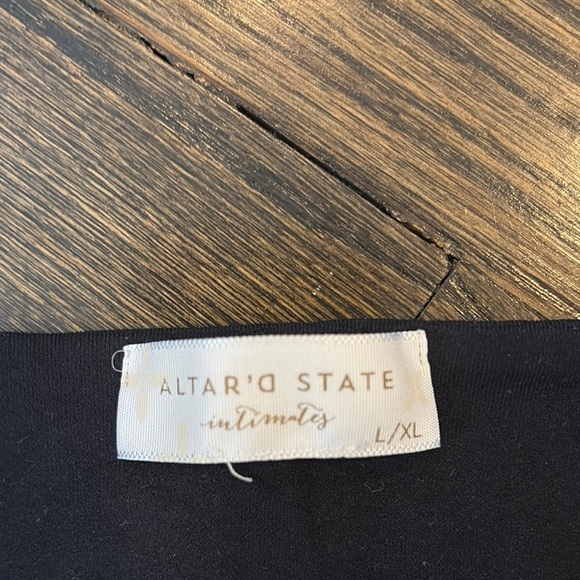 ALTAR'D STATE
intimates
L/XL